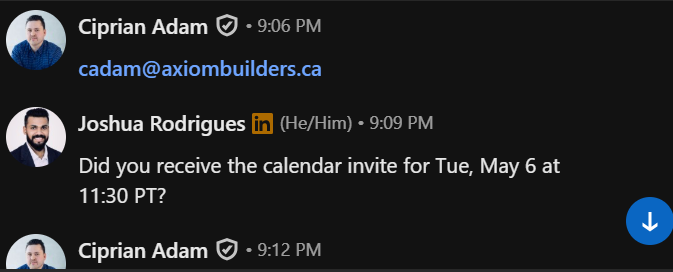 Ciprian Adam • 9:06 PM
cadam@axiombuilders.ca
Joshua Rodrigues in (He/Him) • 9:09 PM
Did you receive the calendar invite for Tue, May 6 at
11:30 PT?
Ciprian Adam • 9:12 PM